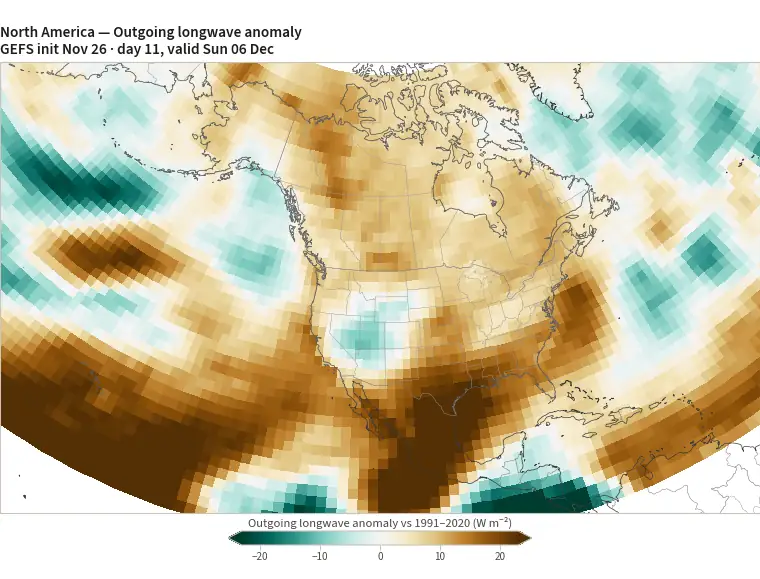 North America — Outgoing longwave anomaly
GEFS init Nov 26 · day 11, valid Sun 06 Dec
Outgoing longwave anomaly vs 1991–2020 (W m⁻²)
−20 −10 0 10 20